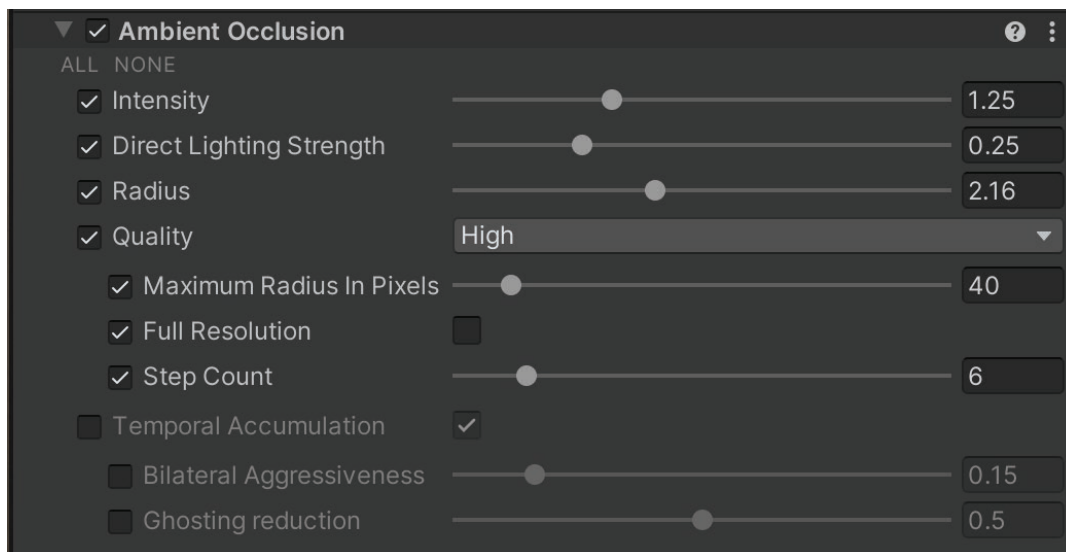 Ambient Occlusion
ALL NONE
Intensity 1.25
Direct Lighting Strength 0.25
Radius 2.16
Quality High
Maximum Radius In Pixels 40
Full Resolution
Step Count 6
Temporal Accumulation
Bilateral Aggressiveness 0.15
Ghosting reduction 0.5